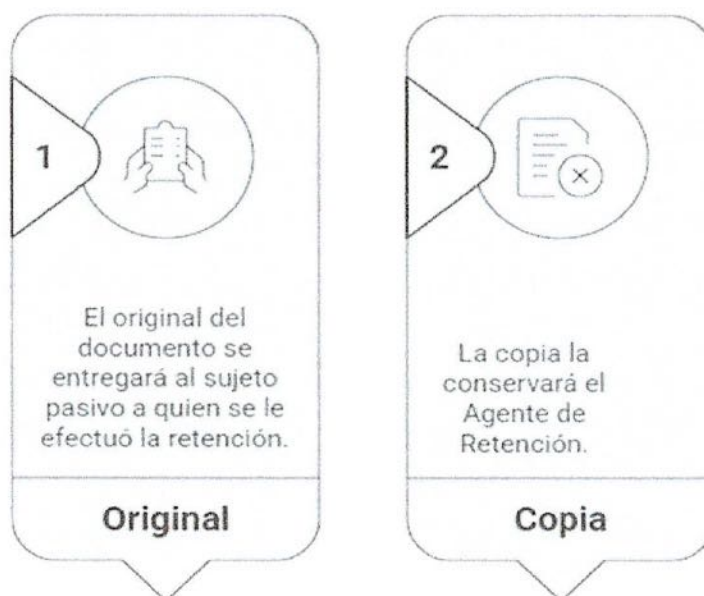 1
El original del
documento se
entregará al sujeto
pasivo a quien se le
efectuó la retención.
Original
2
La copia la
conservará el
Agente de
Retención.
Copia